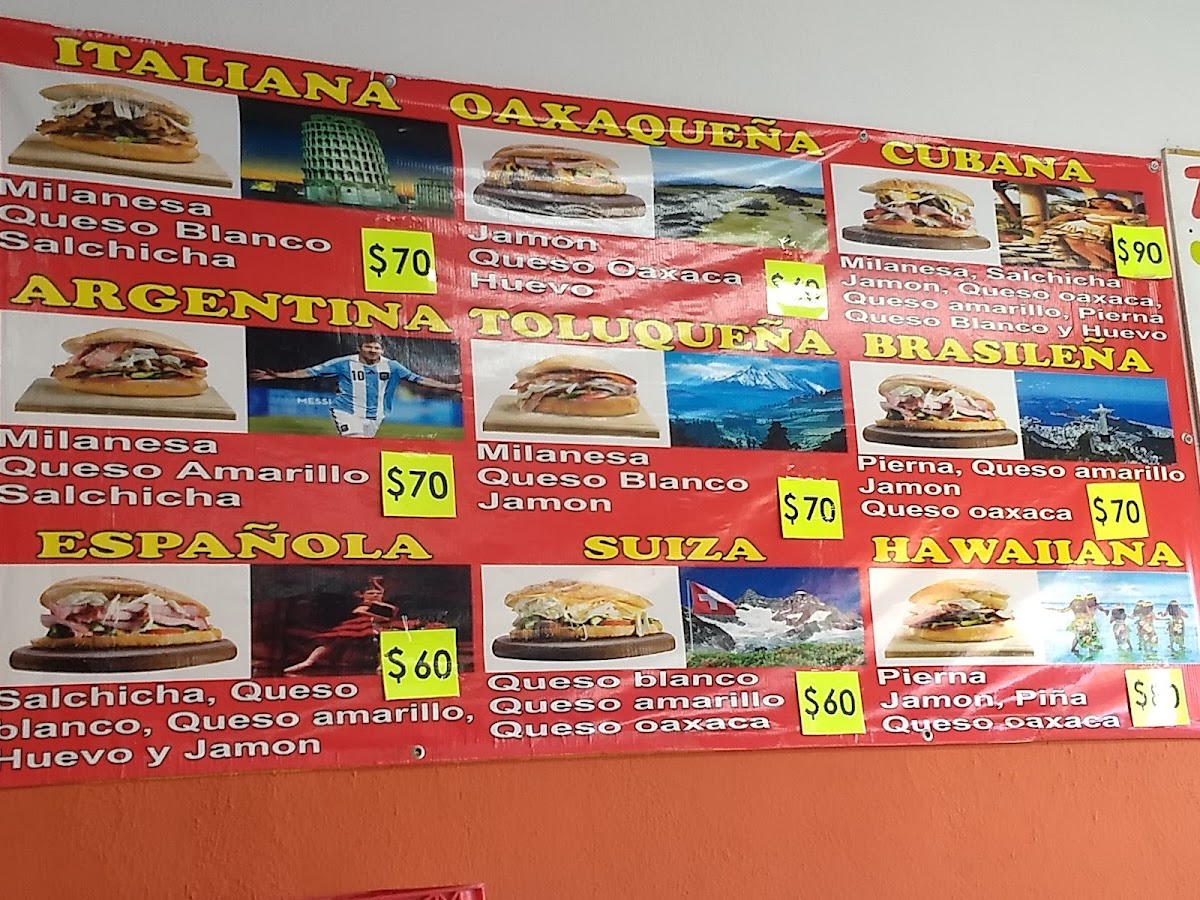 ITALIANA
Milanesa
Queso Blanco
Salchicha
$70
OAXAQUEÑA
Jamon
Queso Oaxaca
Huevo
CUBANA
$90
Milanesa, Salchicha
Jamon, Queso oaxaca,
Queso amarillo, Pierna
Queso Blanco y Huevo
ARGENTINA
10
MESSI
Milanesa
Queso Amarillo
Salchicha
$70
TOLUQUEÑA
Milanesa
Queso Blanco
Jamon
$70
BRASILEÑA
Pierna, Queso amarillo
Jamon
Queso oaxaca
$70
ESPAÑOLA
$60
Salchicha, Queso
blanco, Queso amarillo,
Huevo y Jamon
SUIZA
Queso blanco
Queso amarillo
Queso oaxaca
$60
HAWAIIANA
Pierna
Jamon, Piña
Queso oaxaca